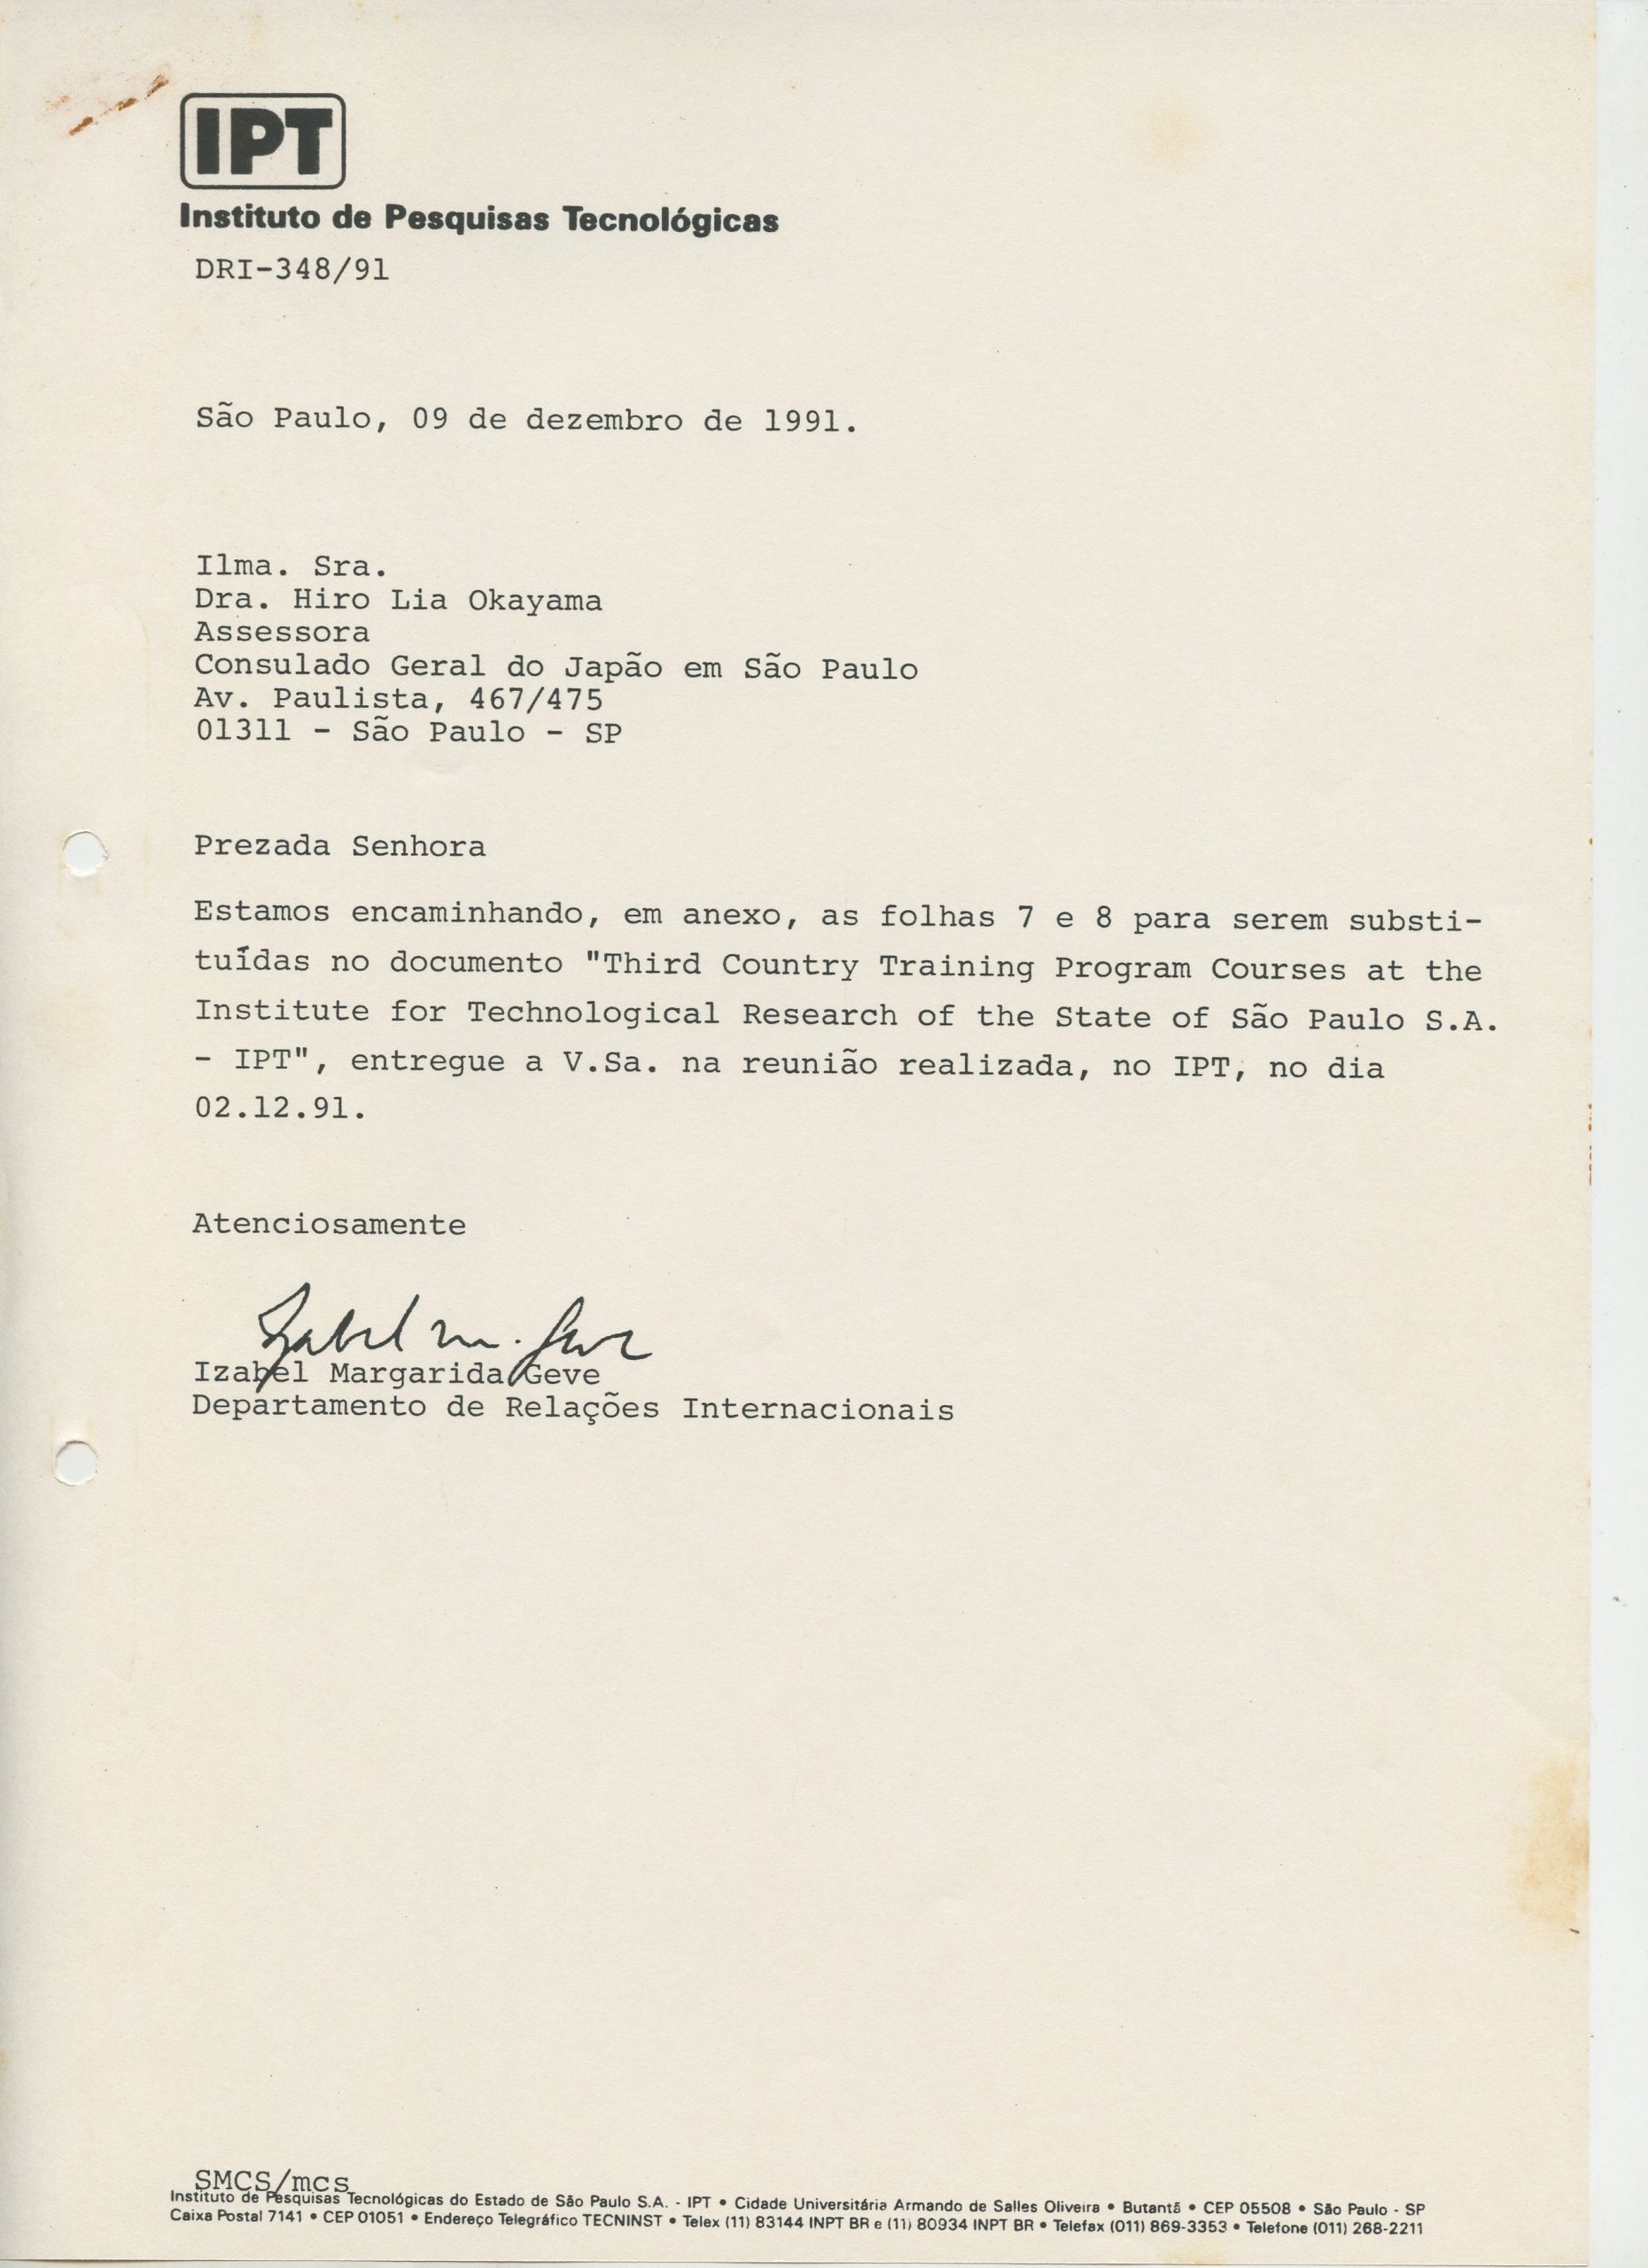 IPT
Instituto de Pesquisas Tecnológicas
DRI-348/91
São Paulo, 09 de dezembro de 1991.
Ilma. Sra.
Dra. Hiro Lia Okayama
Assessora
Consulado Geral do Japão em São Paulo
Av. Paulista, 467/475
01311 - São Paulo - SP
Prezada Senhora
Estamos encaminhando, em anexo, as folhas 7 e 8 para serem substi-
tuídas no documento "Third Country Training Program Courses at the
Institute for Technological Research of the State of São Paulo S.A.
- IPT", entregue a V.Sa. na reunião realizada, no IPT, no dia
02.12.91.
Atenciosamente
Izabel M. Geve
Izabel Margarida Geve
Departamento de Relações Internacionais
SMCS/mcs
Instituto de Pesquisas Tecnológicas do Estado de São Paulo S.A. - IPT • Cidade Universitária Armando de Salles Oliveira • Butantã • CEP 05508 • São Paulo - SP
Caixa Postal 7141 • CEP 01051 • Endereço Telegráfico TECNINST • Telex (11) 83144 INPT BR e (11) 80934 INPT BR • Telefax (011) 869-3353 • Telefone (011) 268-2211